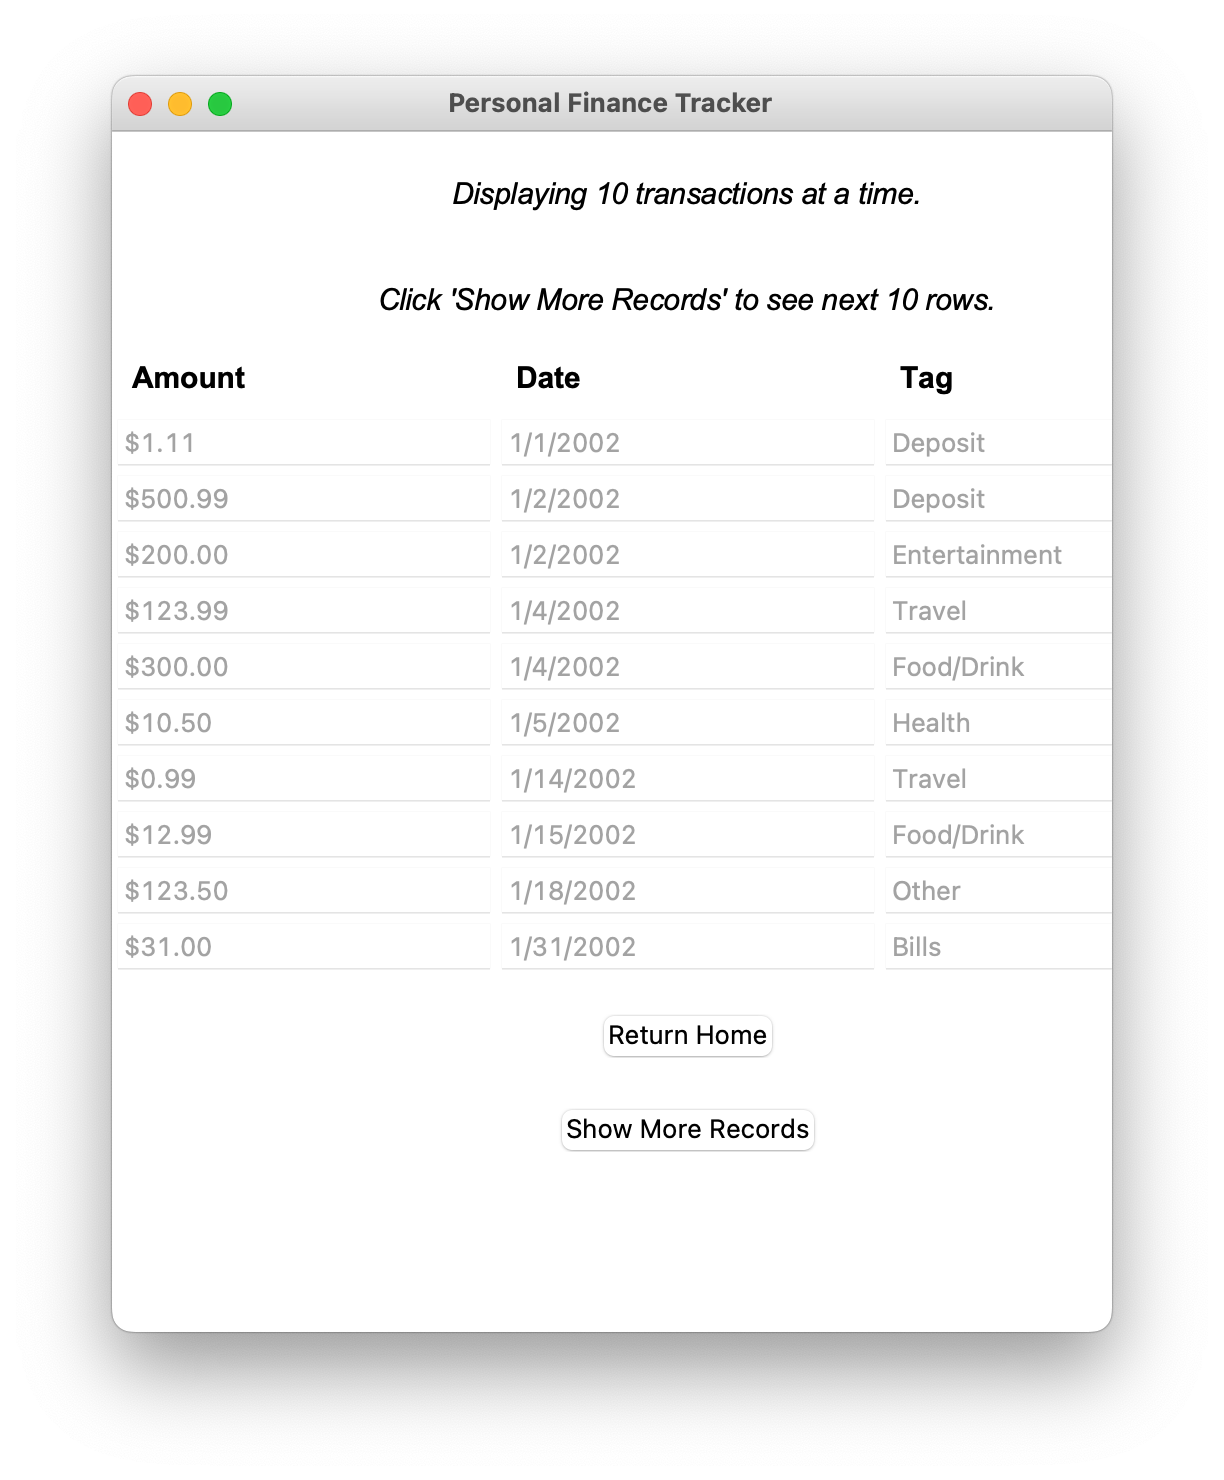 Personal Finance Tracker
Displaying 10 transactions at a time.
Click 'Show More Records' to see next 10 rows.
Amount Date Tag
$1.11 1/1/2002 Deposit
$500.99 1/2/2002 Deposit
$200.00 1/2/2002 Entertainment
$123.99 1/4/2002 Travel
$300.00 1/4/2002 Food/Drink
$10.50 1/5/2002 Health
$0.99 1/14/2002 Travel
$12.99 1/15/2002 Food/Drink
$123.50 1/18/2002 Other
$31.00 1/31/2002 Bills
Return Home
Show More Records